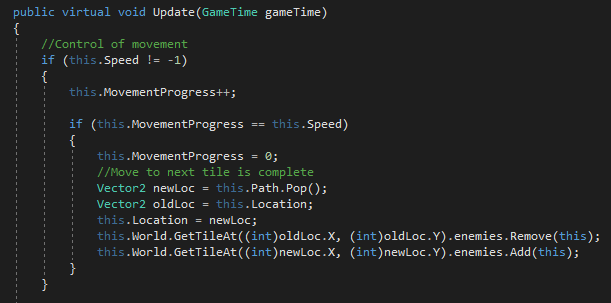 public virtual void Update(GameTime gameTime)
{
//Control of movement
if (this.Speed != -1)
{
this.MovementProgress++;
if (this.MovementProgress == this.Speed)
{
this.MovementProgress = 0;
//Move to next tile is complete
Vector2 newLoc = this.Path.Pop();
Vector2 oldLoc = this.Location;
this.Location = newLoc;
this.World.GetTileAt((int)oldLoc.X, (int)oldLoc.Y).enemies.Remove(this);
this.World.GetTileAt((int)newLoc.X, (int)newLoc.Y).enemies.Add(this);
}
}